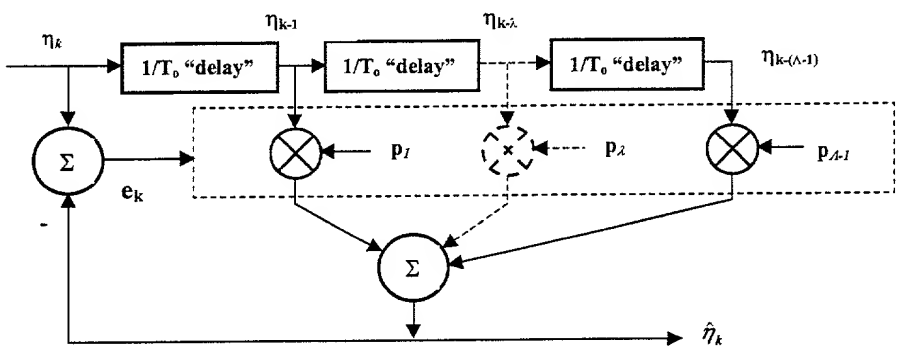 ηk ηk-1 ηk-λ ηk-(Λ-1)
1/To "delay" 1/To "delay" 1/To "delay"
Σ ek p1 pλ pΛ-1
-
Σ
η̂k